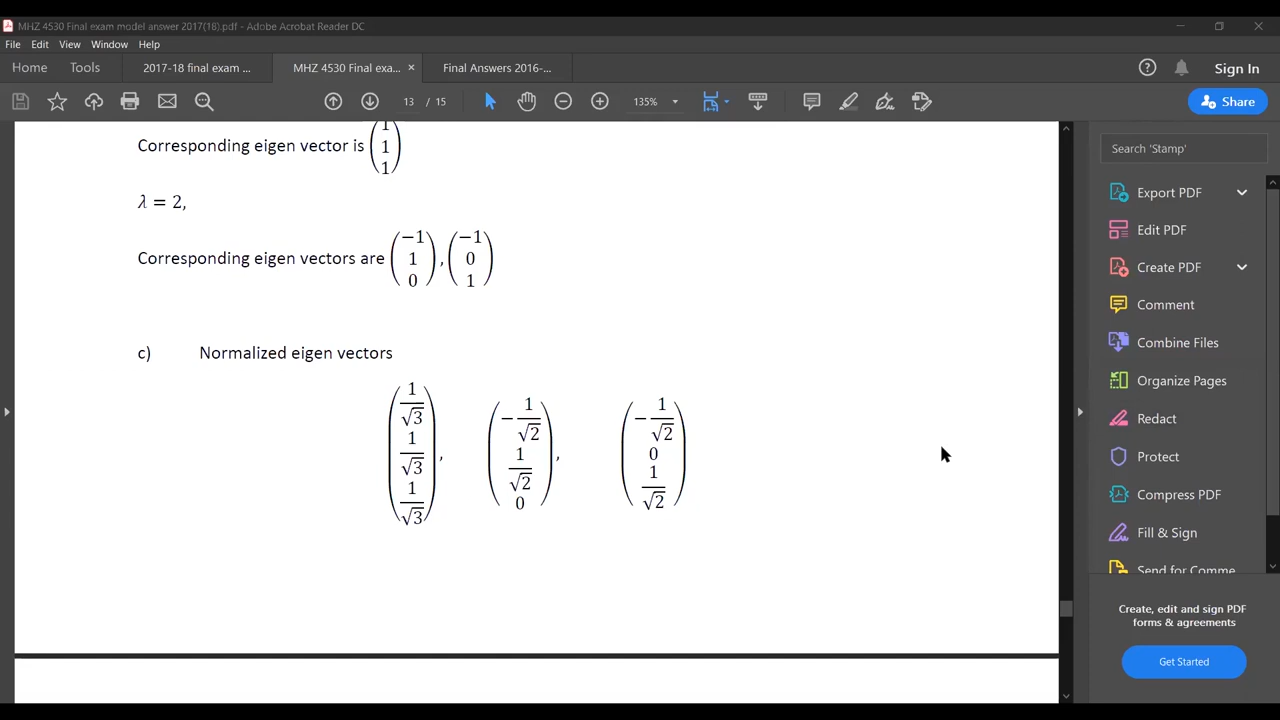 MHZ 4530 Final exam model answer 2017(18).pdf - Adobe Acrobat Reader DC
File Edit View Window Help
Home Tools 2017-18 final exam ... MHZ 4530 Final exa... × Final Answers 2016-... Sign In
13 / 15 135% Share
Corresponding eigen vector is (1 1 1)
λ = 2,
Corresponding eigen vectors are (−1 1 0), (−1 0 1)
c) Normalized eigen vectors
(1/√3 1/√3 1/√3), (−1/√2 1/√2 0), (−1/√2 0 1/√2)
Search 'Stamp'
Export PDF
Edit PDF
Create PDF
Comment
Combine Files
Organize Pages
Redact
Protect
Compress PDF
Fill & Sign
Send for Comme
Create, edit and sign PDF
forms & agreements
Get Started